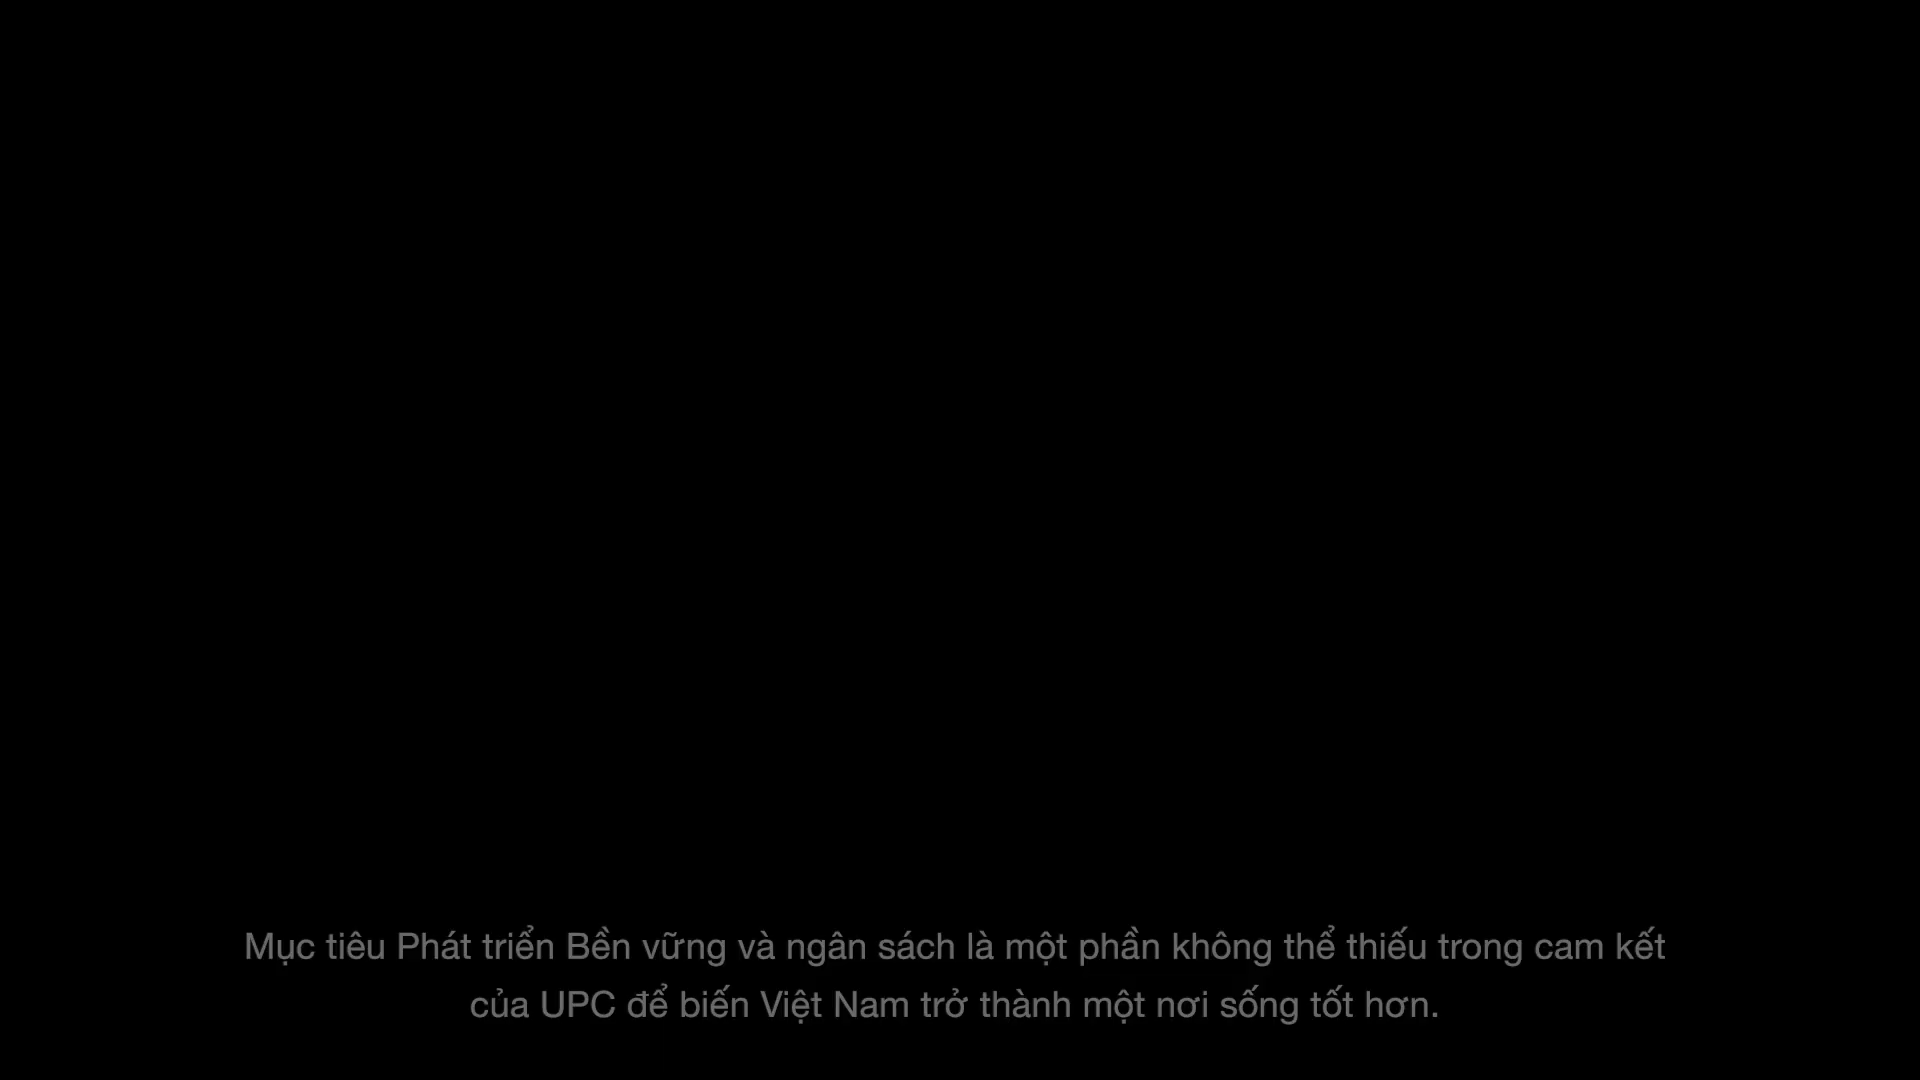 Mục tiêu Phát triển Bền vững và ngân sách là một phần không thể thiếu trong cam kết
của UPC để biến Việt Nam trở thành một nơi sống tốt hơn.